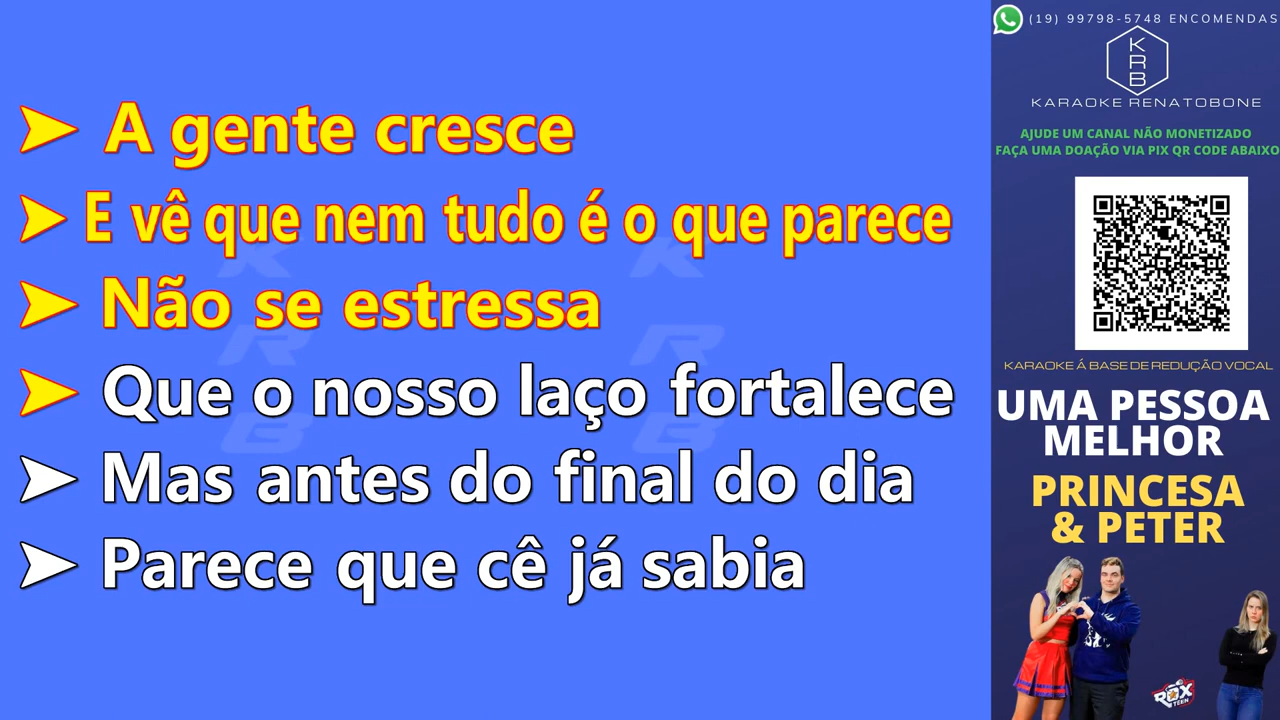 ➤ A gente cresce
➤ E vê que nem tudo é o que parece
➤ Não se estressa
➤ Que o nosso laço fortalece
➤ Mas antes do final do dia
➤ Parece que cê já sabia
K
R
B
K
R
B
(19) 99798-5748 ENCOMENDAS
K
R
B
KARAOKE RENATOBONE
AJUDE UM CANAL NÃO MONETIZADO
FAÇA UMA DOAÇÃO VIA PIX QR CODE ABAIXO
KARAOKE Á BASE DE REDUÇÃO VOCAL
UMA PESSOA
MELHOR
PRINCESA
& PETER
ROX
TEEN